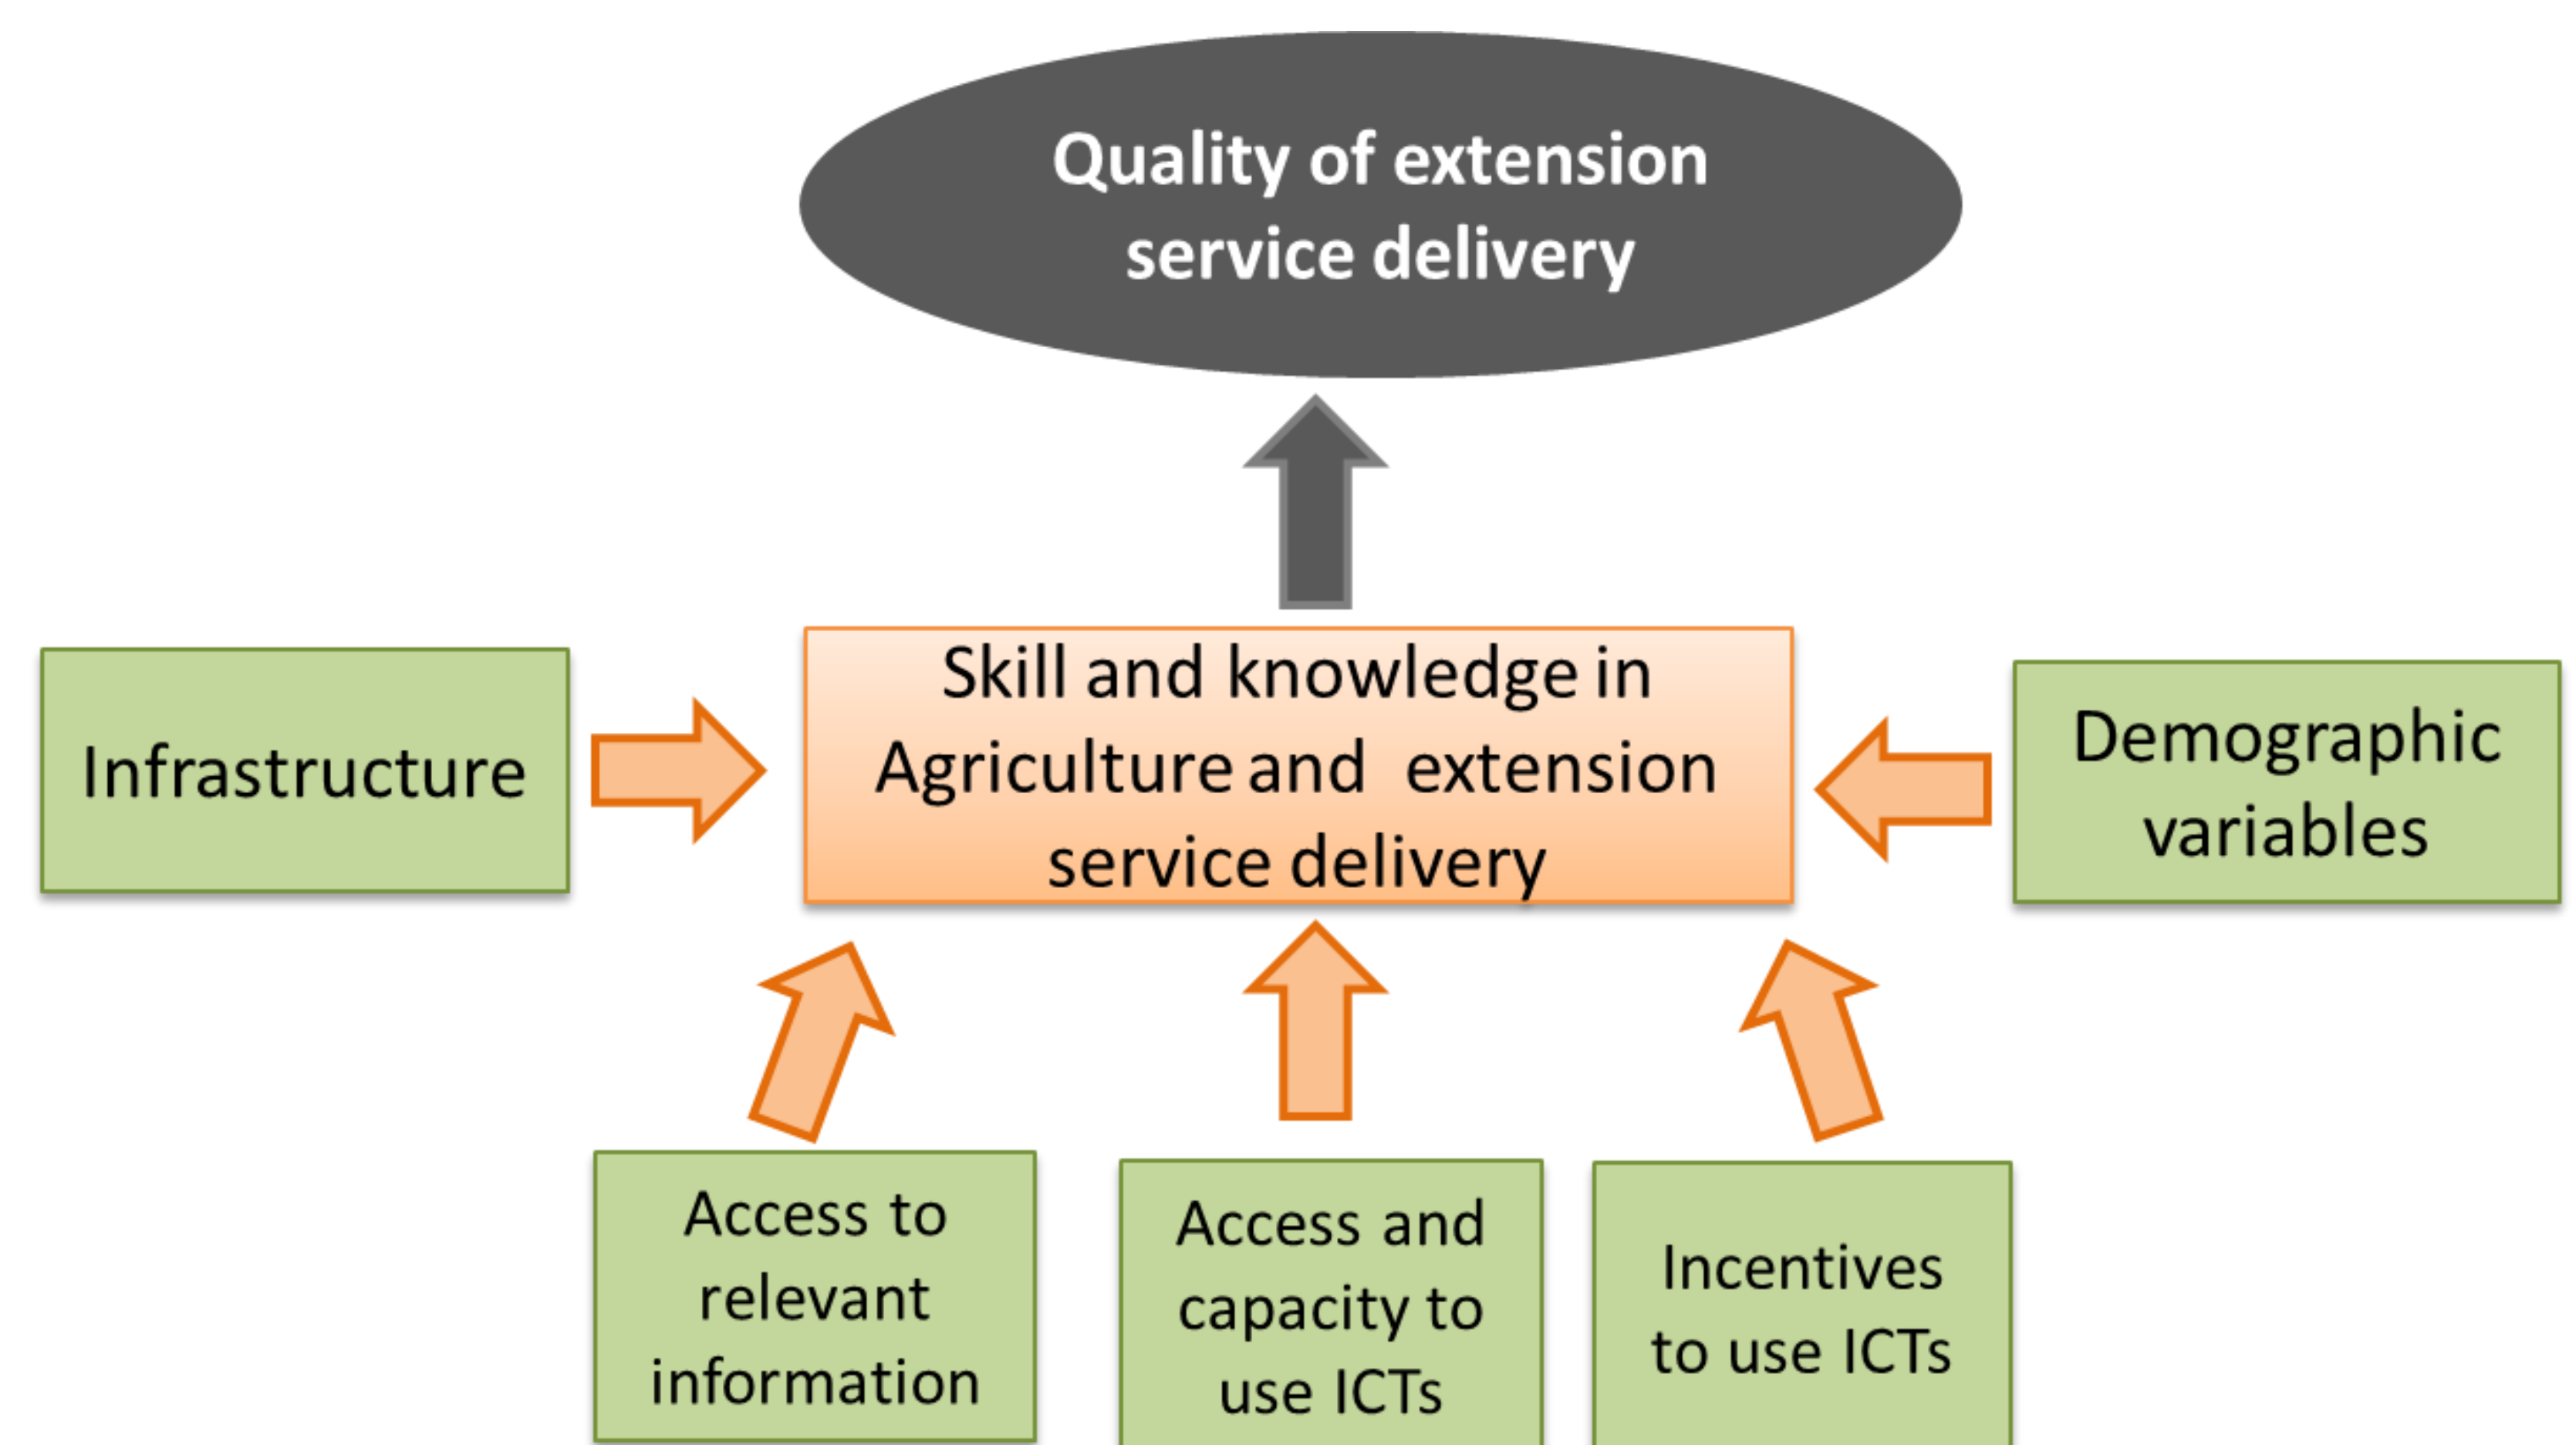 Quality of extension
service delivery
Infrastructure
Skill and knowledge in
Agriculture and extension
service delivery
Demographic
variables
Access to
relevant
information
Access and
capacity to
use ICTs
Incentives
to use ICTs